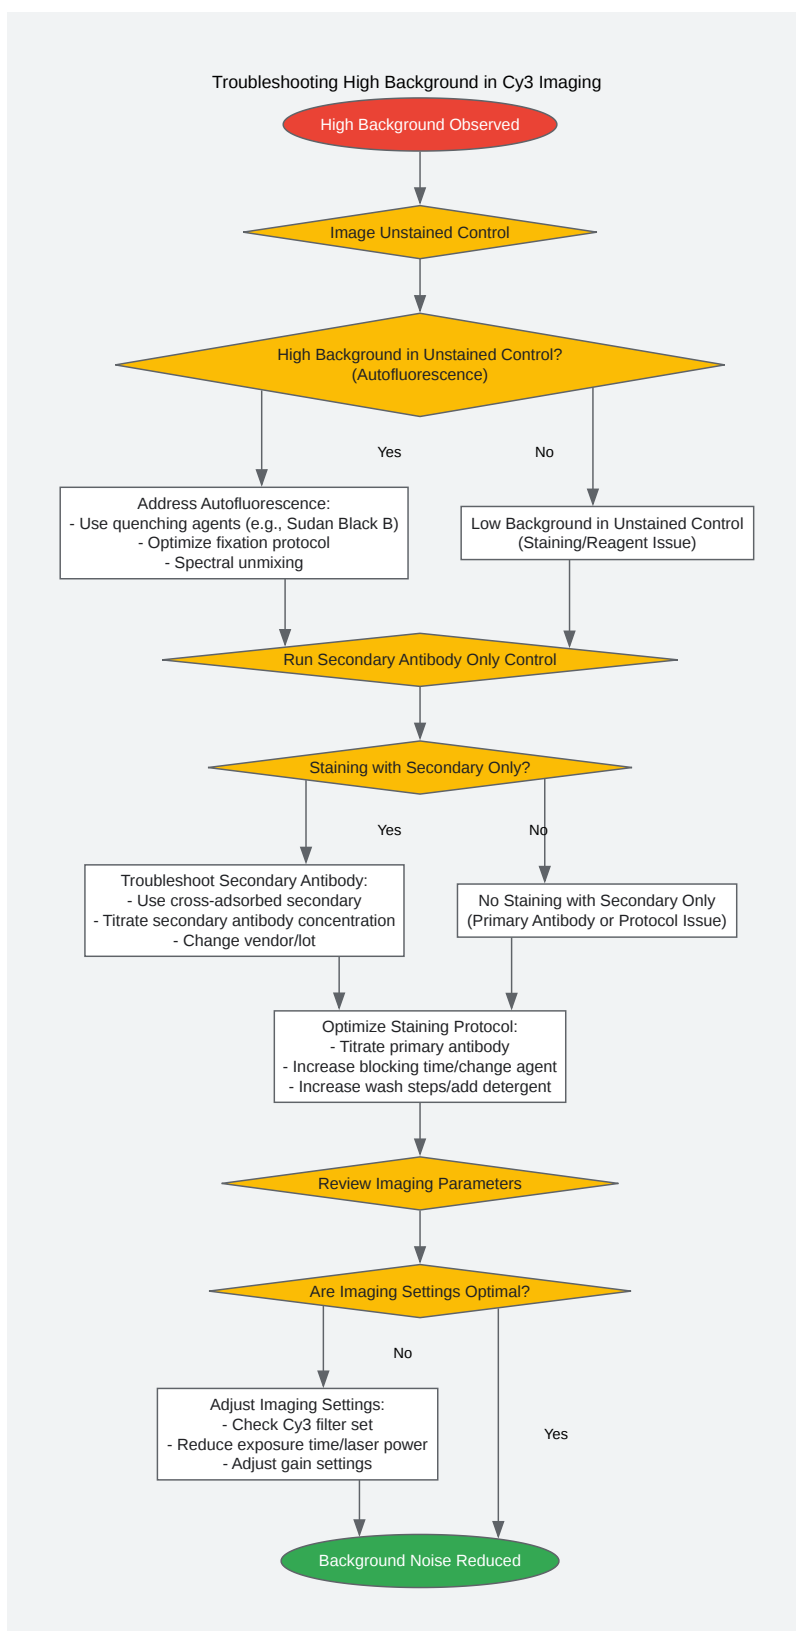 Troubleshooting High Background in Cy3 Imaging
High Background Observed
Image Unstained Control
High Background in Unstained Control?
(Autofluorescence)
Yes
No
Address Autofluorescence:
- Use quenching agents (e.g., Sudan Black B)
- Optimize fixation protocol
- Spectral unmixing
Low Background in Unstained Control
(Staining/Reagent Issue)
Run Secondary Antibody Only Control
Staining with Secondary Only?
Yes
No
Troubleshoot Secondary Antibody:
- Use cross-adsorbed secondary
- Titrate secondary antibody concentration
- Change vendor/lot
No Staining with Secondary Only
(Primary Antibody or Protocol Issue)
Optimize Staining Protocol:
- Titrate primary antibody
- Increase blocking time/change agent
- Increase wash steps/add detergent
Review Imaging Parameters
Are Imaging Settings Optimal?
No
Adjust Imaging Settings:
- Check Cy3 filter set
- Reduce exposure time/laser power
- Adjust gain settings
Yes
Background Noise Reduced